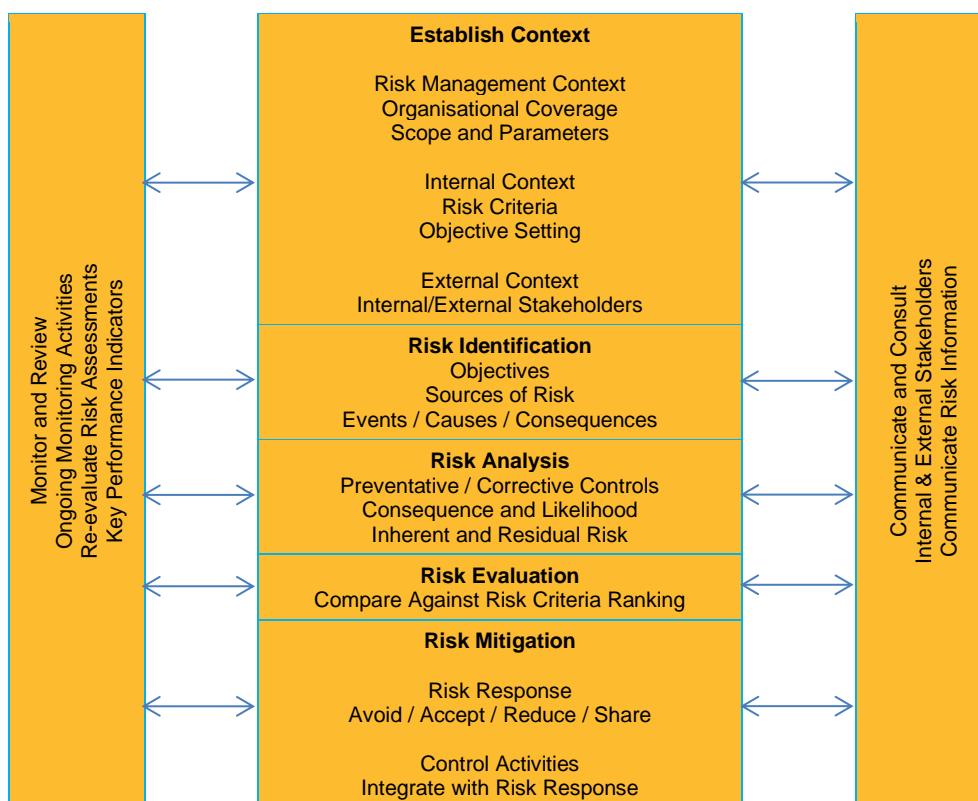 Monitor and Review
Ongoing Monitoring Activities
Re-evaluate Risk Assessments
Key Performance Indicators
Establish Context
Risk Management Context
Organisational Coverage
Scope and Parameters
Internal Context
Risk Criteria
Objective Setting
External Context
Internal/External Stakeholders
Risk Identification
Objectives
Sources of Risk
Events / Causes / Consequences
Risk Analysis
Preventative / Corrective Controls
Consequence and Likelihood
Inherent and Residual Risk
Risk Evaluation
Compare Against Risk Criteria Ranking
Risk Mitigation
Risk Response
Avoid / Accept / Reduce / Share
Control Activities
Integrate with Risk Response
Communicate and Consult
Internal & External Stakeholders
Communicate Risk Information